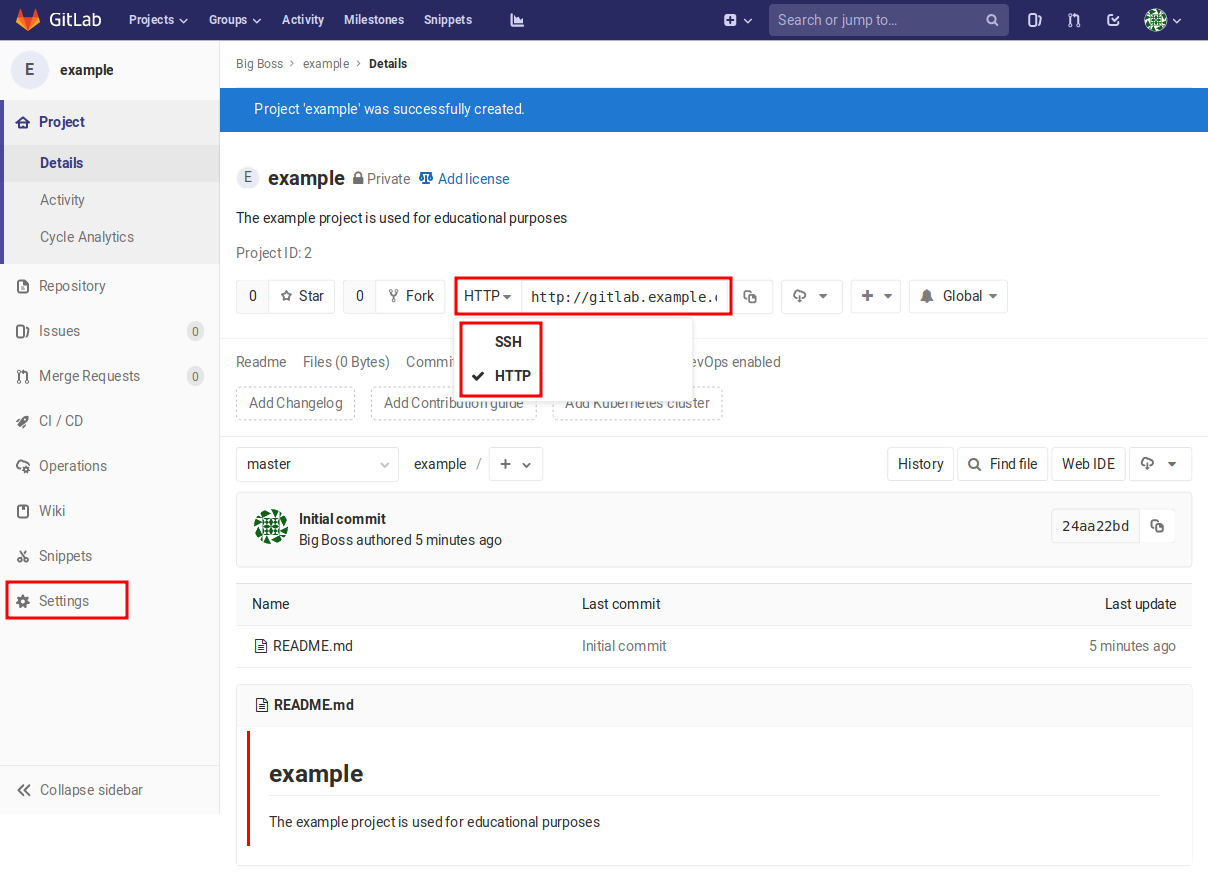 GitLab Projects Groups Activity Milestones Snippets Search or jump to...
E example
Big Boss > example > Details
Project 'example' was successfully created.
Project
Details
Activity
Cycle Analytics
Repository
Issues 0
Merge Requests 0
CI / CD
Operations
Wiki
Snippets
Settings
Collapse sidebar
E example Private Add license
The example project is used for educational purposes
Project ID: 2
0 Star 0 Fork HTTP http://gitlab.example. Global
SSH
HTTP
Readme Files (0 Bytes) enabled
Add Changelog Add Contribution guide Add Kubernetes cluster
master example / + History Find file Web IDE
Initial commit
Big Boss authored 5 minutes ago
24aa22bd
Name Last commit Last update
README.md Initial commit 5 minutes ago
README.md
example
The example project is used for educational purposes